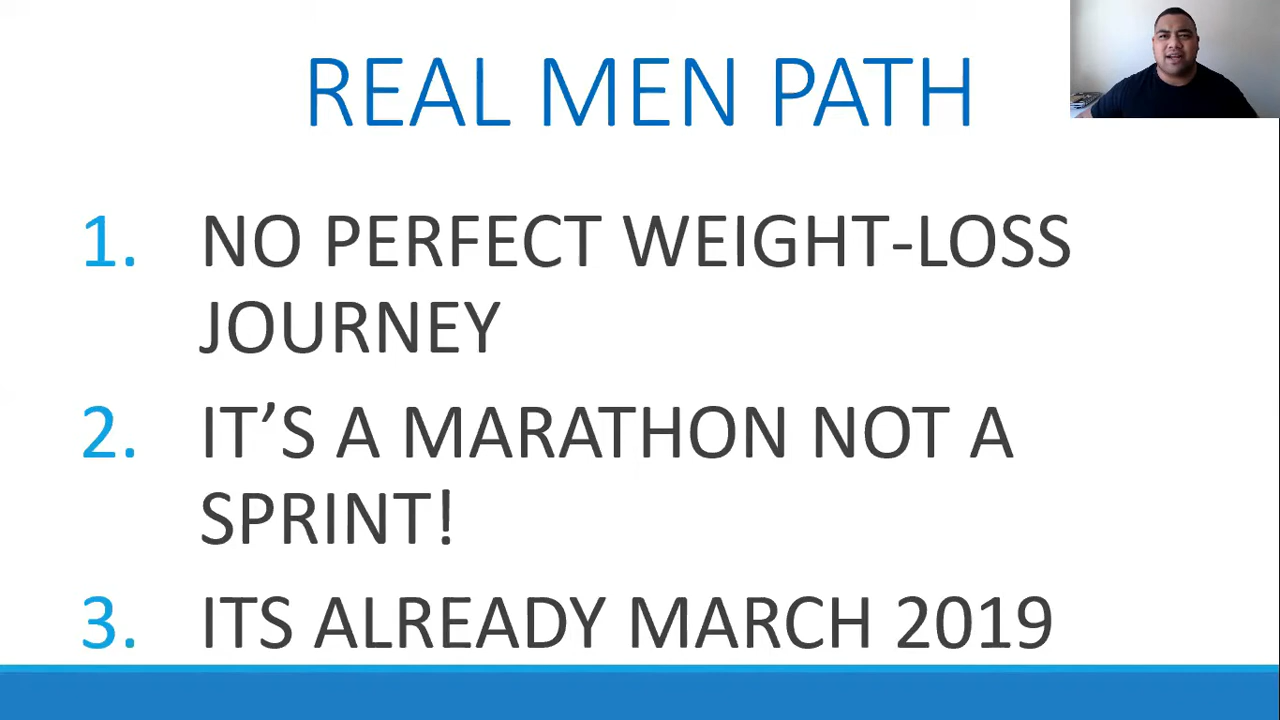 REAL MEN PATH
1. NO PERFECT WEIGHT-LOSS
JOURNEY
2. IT’S A MARATHON NOT A
SPRINT!
3. ITS ALREADY MARCH 2019